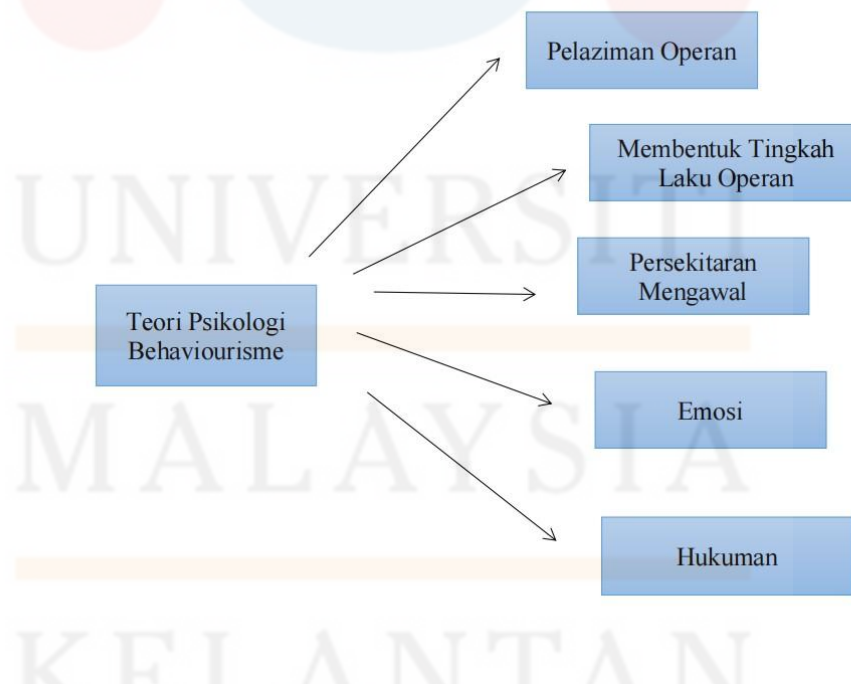 Pelaziman Operan
Membentuk Tingkah
Laku Operan
Persekitaran
Mengawal
Teori Psikologi
Behaviourisme
Emosi
Hukuman
UNIVERSITI
MALAYSIA
KELANTAN